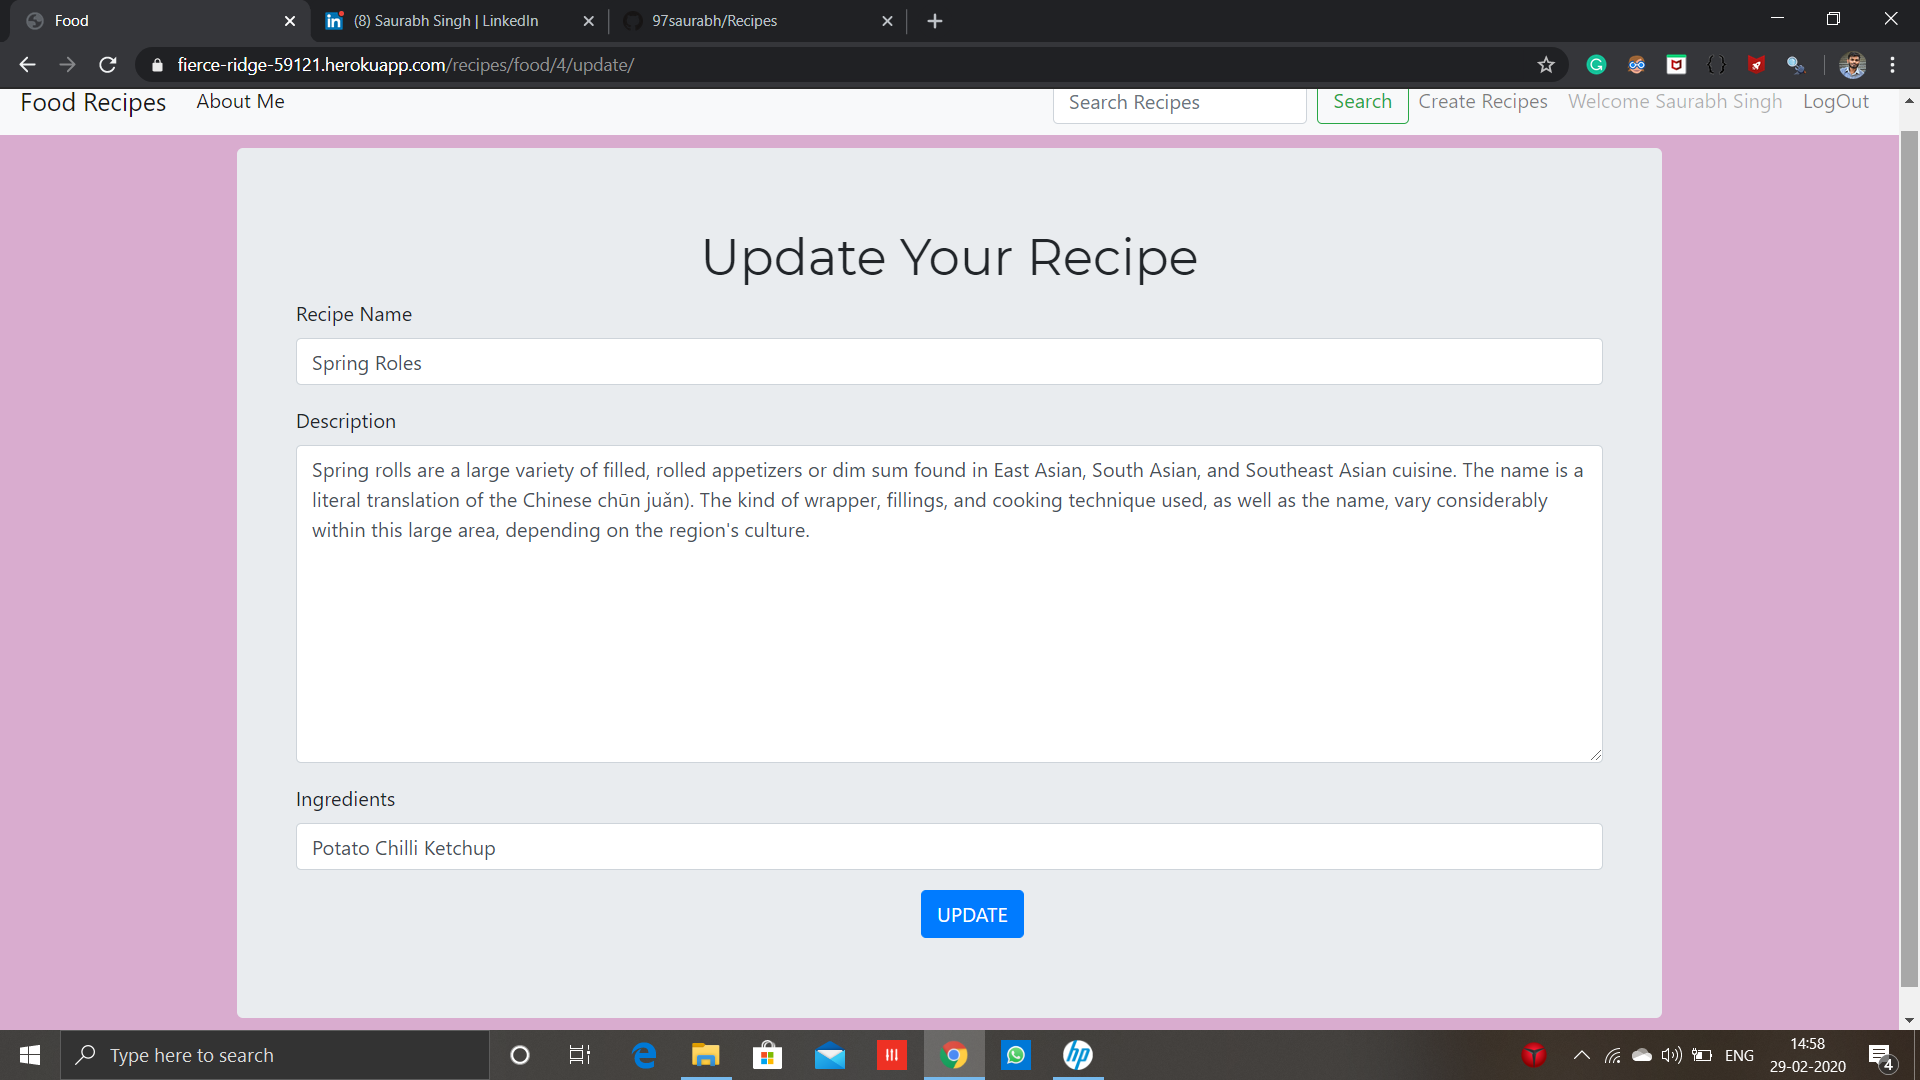 Food
(8) Saurabh Singh | LinkedIn
97saurabh/Recipes
fierce-ridge-59121.herokuapp.com/recipes/food/4/update/
Food Recipes About Me Search Recipes Search Create Recipes Welcome Saurabh Singh LogOut
Update Your Recipe
Recipe Name
Spring Roles
Description
Spring rolls are a large variety of filled, rolled appetizers or dim sum found in East Asian, South Asian, and Southeast Asian cuisine. The name is a
literal translation of the Chinese chūn juǎn). The kind of wrapper, fillings, and cooking technique used, as well as the name, vary considerably
within this large area, depending on the region's culture.
Ingredients
Potato Chilli Ketchup
UPDATE
Type here to search
ENG
14:58
29-02-2020
4